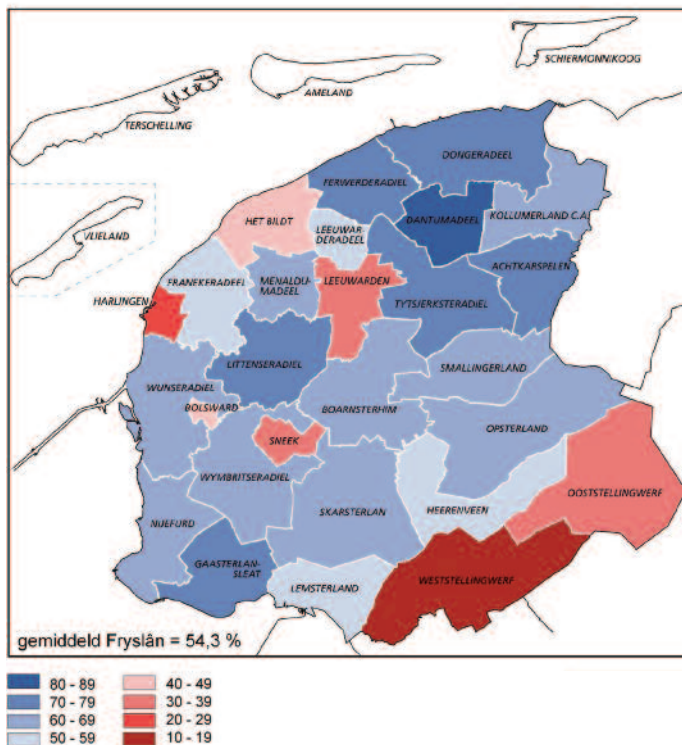 SCHIERMONNIKOOG
AMELAND
TERSCHELLING
DONGERADEEL
FERWERDERADIEL
HET BILDT
LEEUWAR
DERADEEL
DANTUMADEEL
KOLLUMERLAND C.A.
VLIELAND
FRANEKERADEEL
MENALDU-
MADEEL
LEEUWARDEN
ACHTKARSPELEN
HARLINGEN
TYTSJERKSTERADIEL
LITTENSERADIEL
SMALLINGERLAND
WUNSERADIEL
BOLSWARD
BOARNSTERHIM
OPSTERLAND
SNEEK
WYMBRITSERADIEL
OOSTSTELLINGWERF
SKARSTERLAN
HEERENVEEN
NIJEFURD
GAASTERLAN-
SLEAT
LEMSTERLAND
WESTSTELLINGWERF
gemiddeld Fryslân = 54,3 %
80 - 89
70 - 79
60 - 69
50 - 59
40 - 49
30 - 39
20 - 29
10 - 19